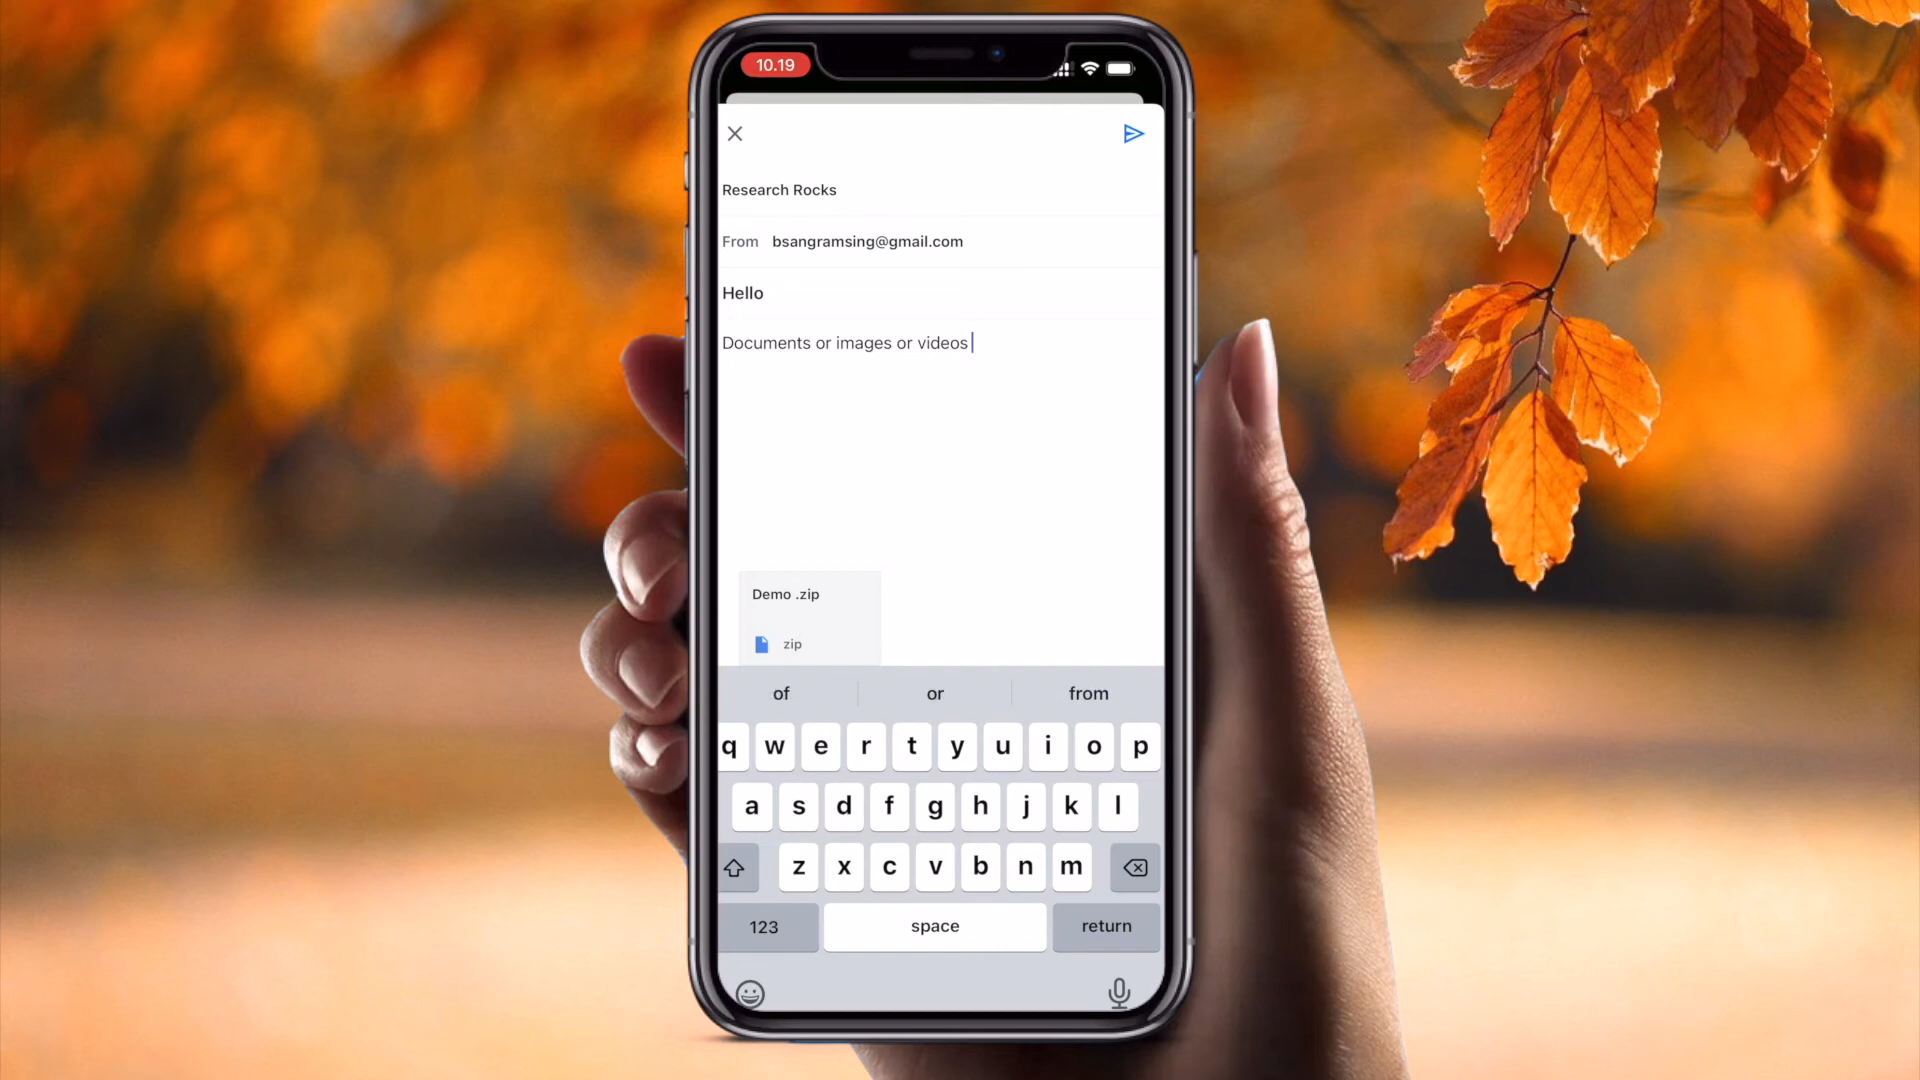 10.19
Research Rocks
From bsangramsing@gmail.com
Hello
Documents or images or videos
Demo .zip
zip
of or from
q w e r t y u i o p
a s d f g h j k l
z x c v b n m
123 space return